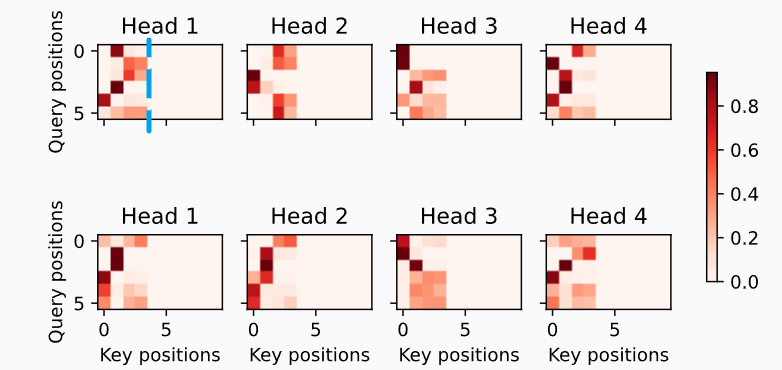 Head 1 Head 2 Head 3 Head 4
Query positions
0
5
0.8
0.6
0.4
0.2
0.0
Head 1 Head 2 Head 3 Head 4
Query positions
0
5
0 5 0 5 0 5 0 5
Key positions Key positions Key positions Key positions